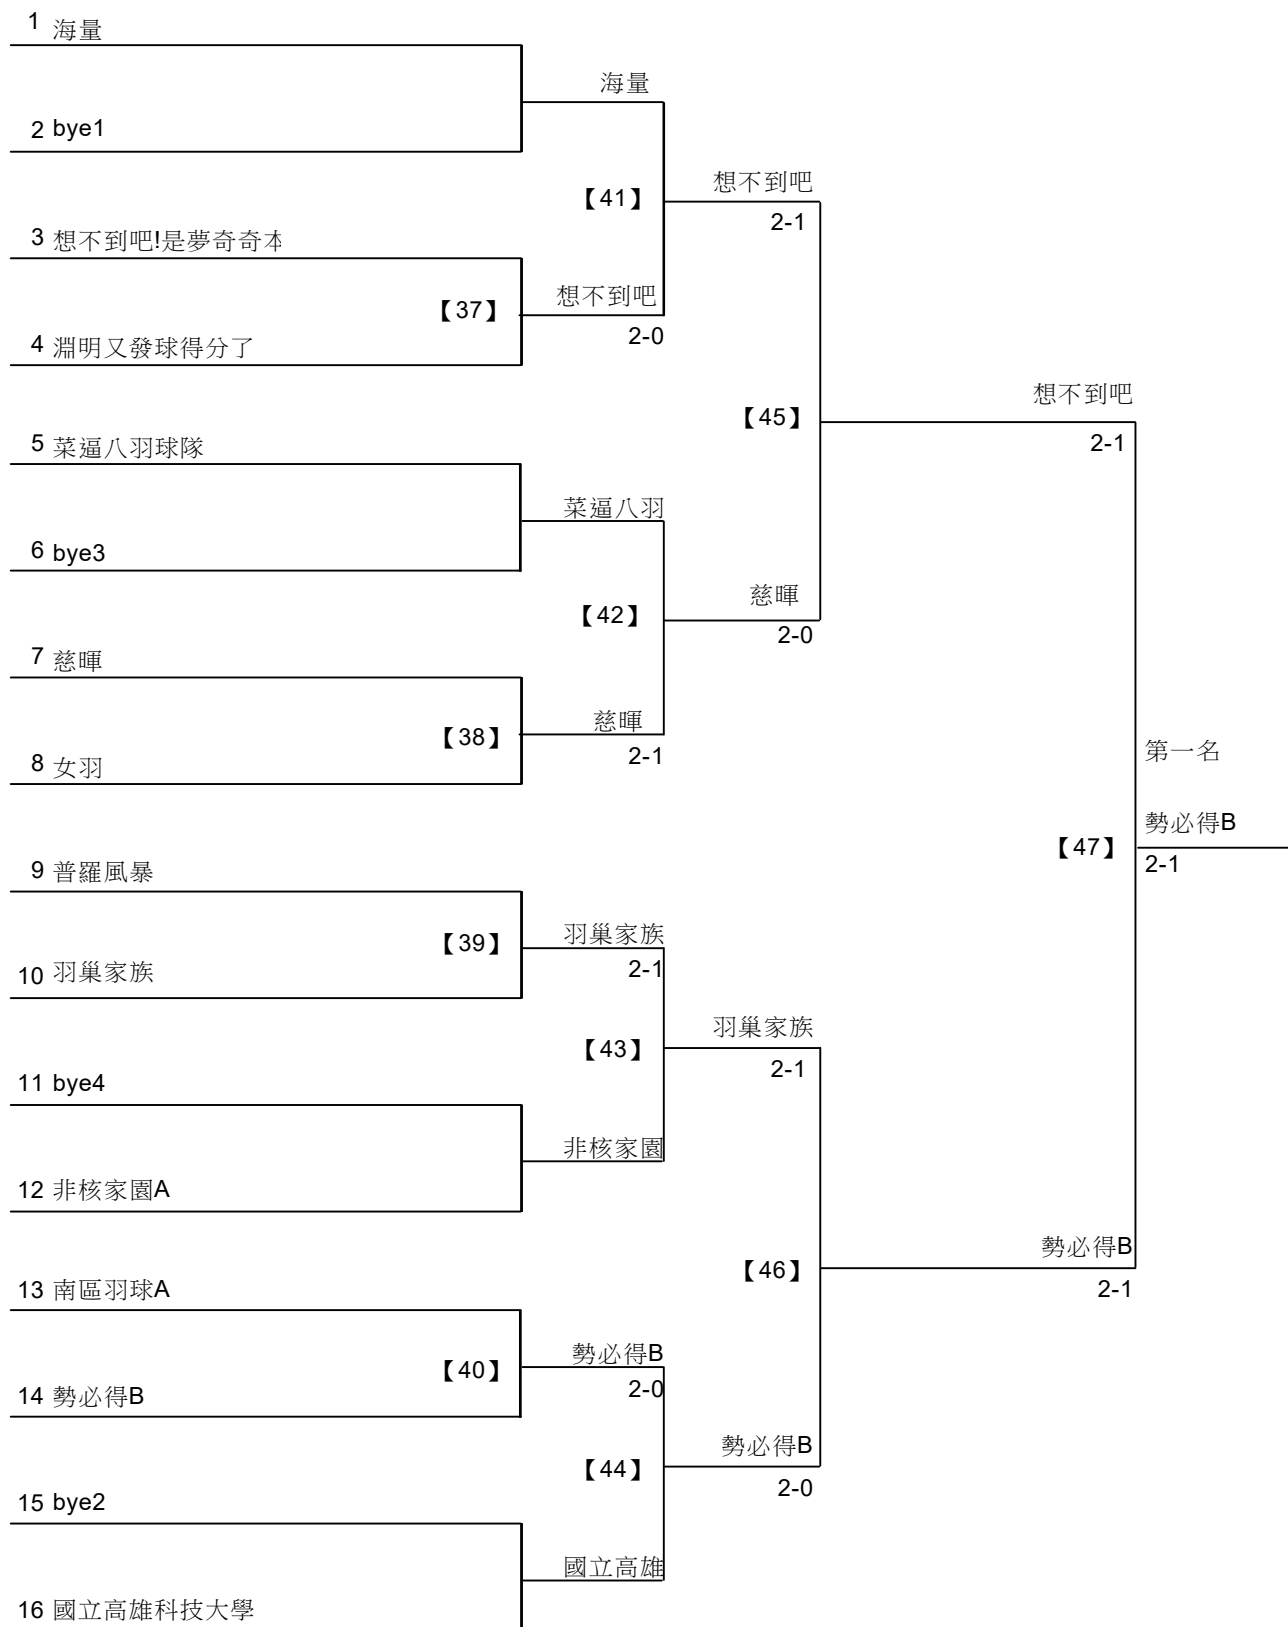 1 海量
海量
2 bye1
想不到吧
【41】
2-1
3 想不到吧!是夢奇奇本
想不到吧
【37】
2-0
4 淵明又發球得分了
想不到吧
【45】
2-1
5 菜逼八羽球隊
菜逼八羽
6 bye3
慈暉
【42】
2-0
7 慈暉
慈暉
【38】
2-1
8 女羽
第一名
勢必得B
【47】
2-1
9 普羅風暴
羽巢家族
【39】
2-1
10 羽巢家族
羽巢家族
【43】
2-1
11 bye4
非核家園
12 非核家園A
勢必得B
【46】
2-1
13 南區羽球A
勢必得B
【40】
2-0
14 勢必得B
勢必得B
【44】
2-0
15 bye2
國立高雄
16 國立高雄科技大學